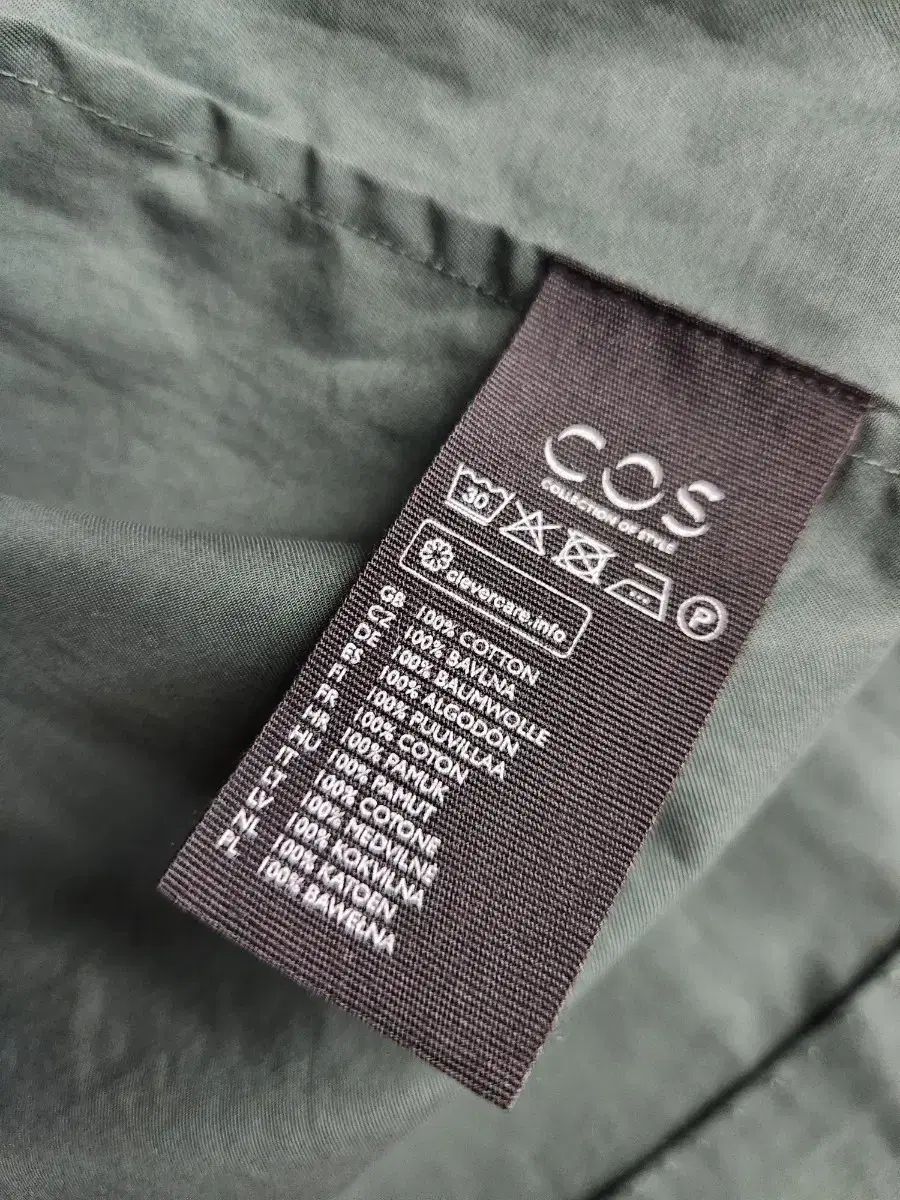 COS
COLLECTION OF STYLE
30
P
clevercare.info
GB 100% COTTON
CZ 100% BAVLNA
DE 100% BAUMWOLLE
ES 100% ALGODÓN
FI 100% PUUVILLAA
FR 100% COTON
HR 100% PAMUK
HU 100% PAMUT
IT 100% COTONE
LT 100% MEDVILNĖ
LV 100% KOKVILNA
NL 100% KATOEN
PL 100% BAWEŁNA